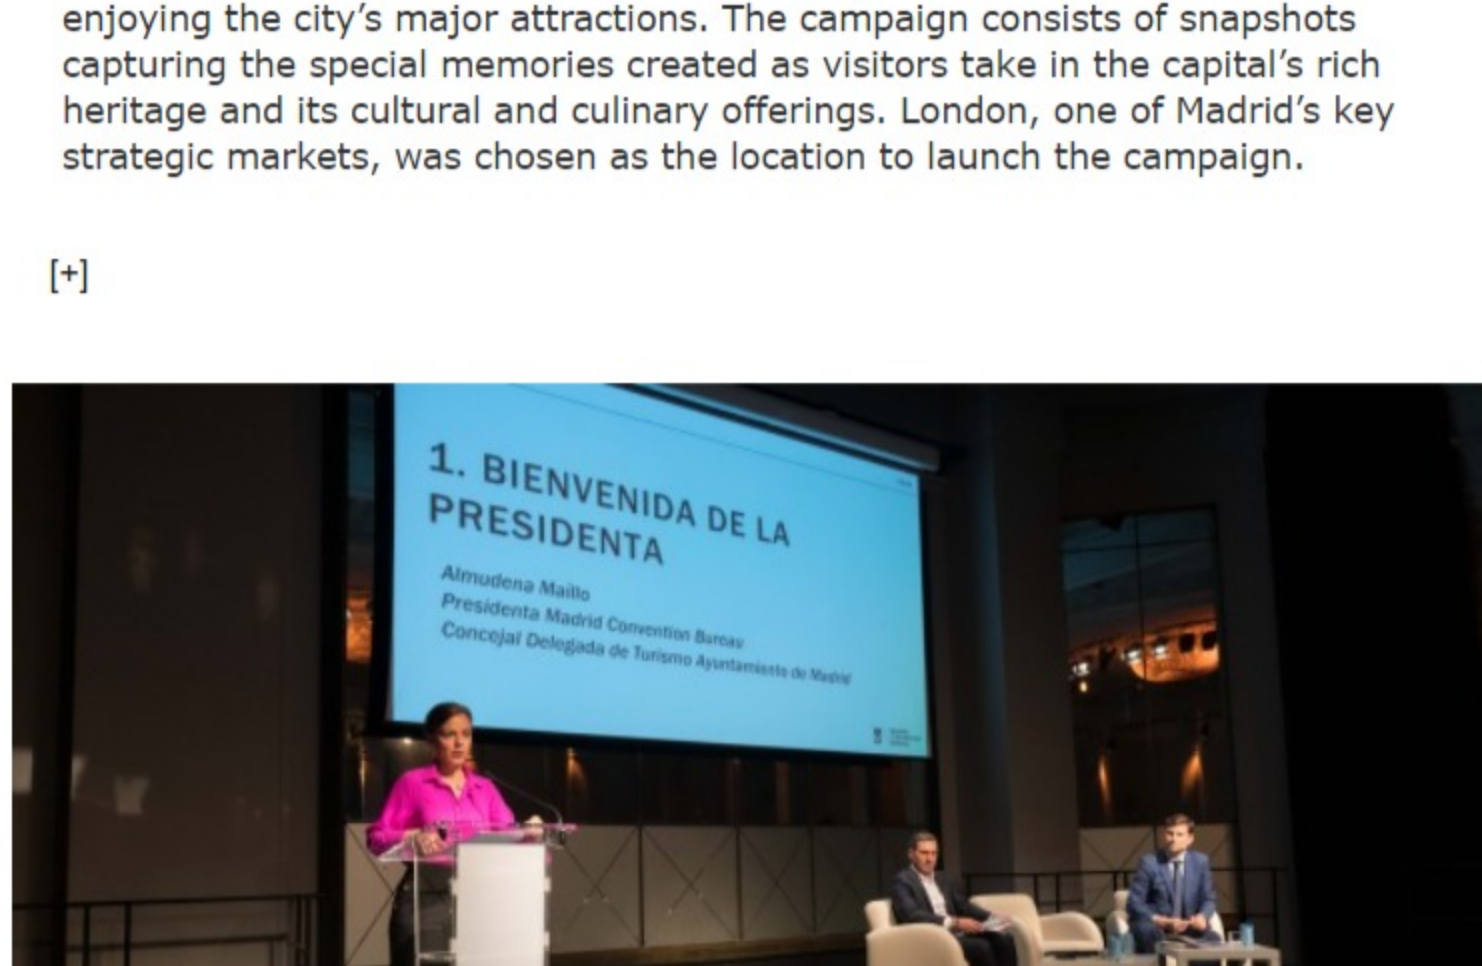 enjoying the city’s major attractions. The campaign consists of snapshots
capturing the special memories created as visitors take in the capital’s rich
heritage and its cultural and culinary offerings. London, one of Madrid’s key
strategic markets, was chosen as the location to launch the campaign.
[+]
1. BIENVENIDA DE LA
PRESIDENTA
Almudena Maíllo
Presidenta Madrid Convention Bureau
Concejal Delegada de Turismo Ayuntamiento de Madrid